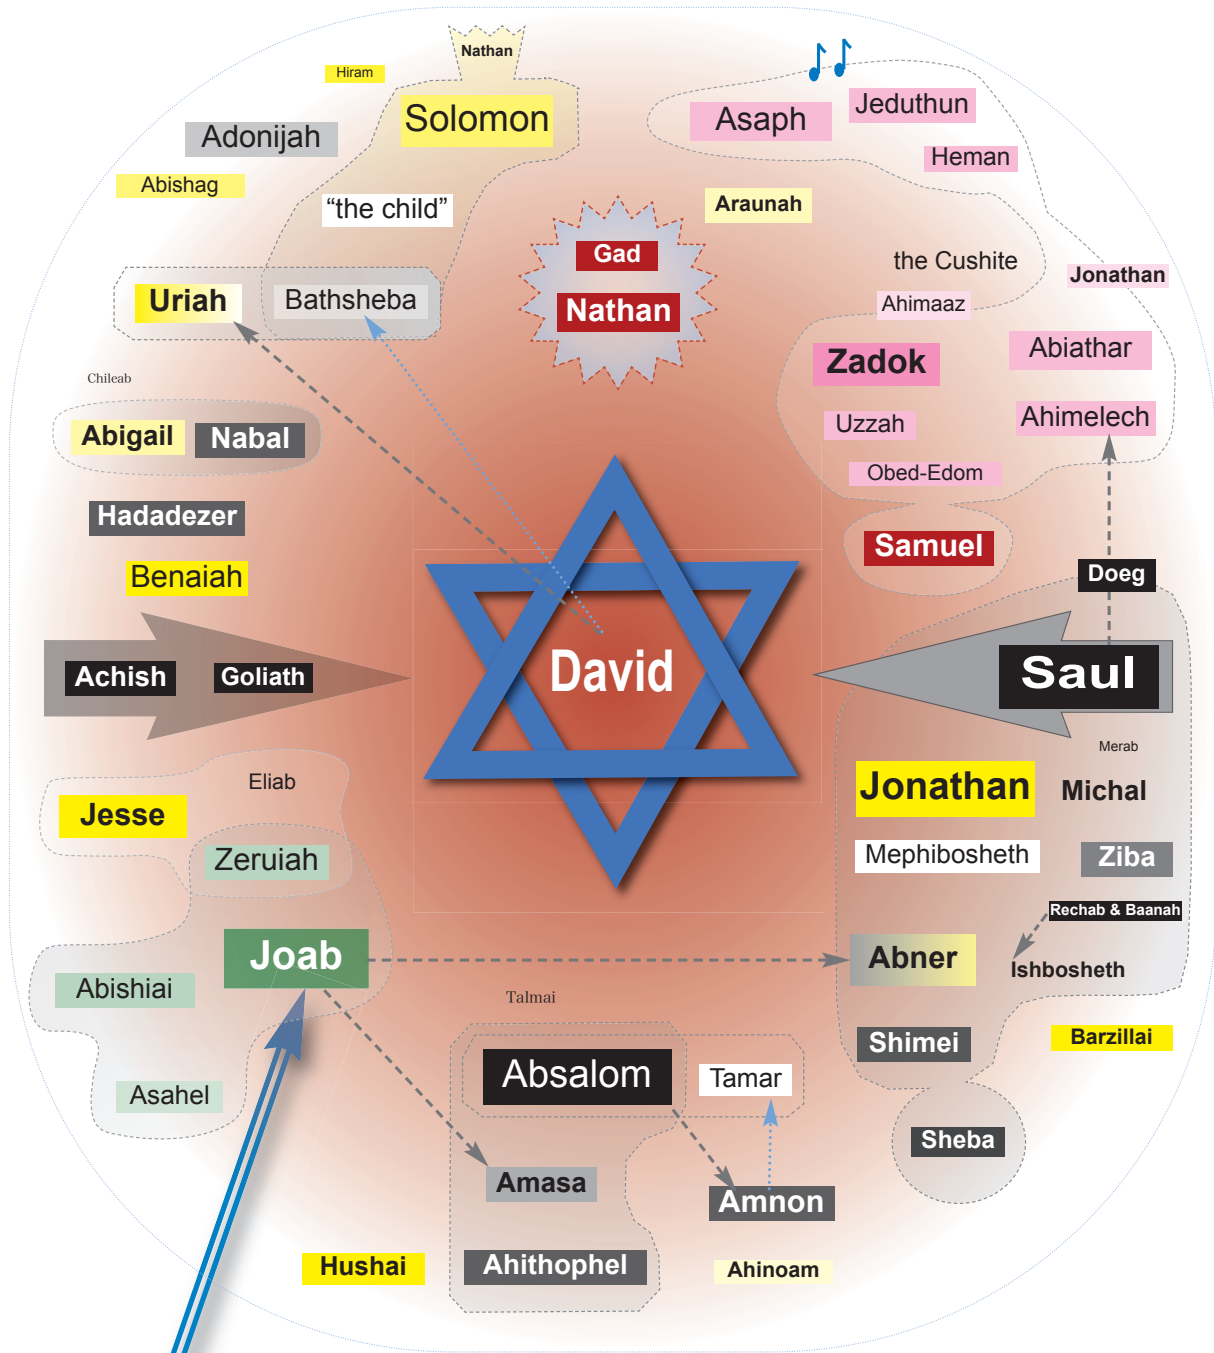 Nathan
Hiram
Solomon
Adonijah
Abishag
"the child"
Uriah
Bathsheba
Asaph
Jeduthun
Heman
Araunah
Gad
Nathan
the Cushite
Jonathan
Ahimaaz
Zadok
Abiathar
Uzzah
Ahimelech
Obed-Edom
Samuel
Doeg
Chileab
Abigail
Nabal
Hadadezer
Benaiah
Achish
Goliath
David
Saul
Merab
Jonathan
Michal
Mephibosheth
Ziba
Rechab & Baanah
Abner
Ishbosheth
Shimei
Barzillai
Sheba
Eliab
Jesse
Zeruiah
Joab
Abishiai
Asahel
Talmai
Absalom
Tamar
Amasa
Amnon
Hushai
Ahithophel
Ahinoam